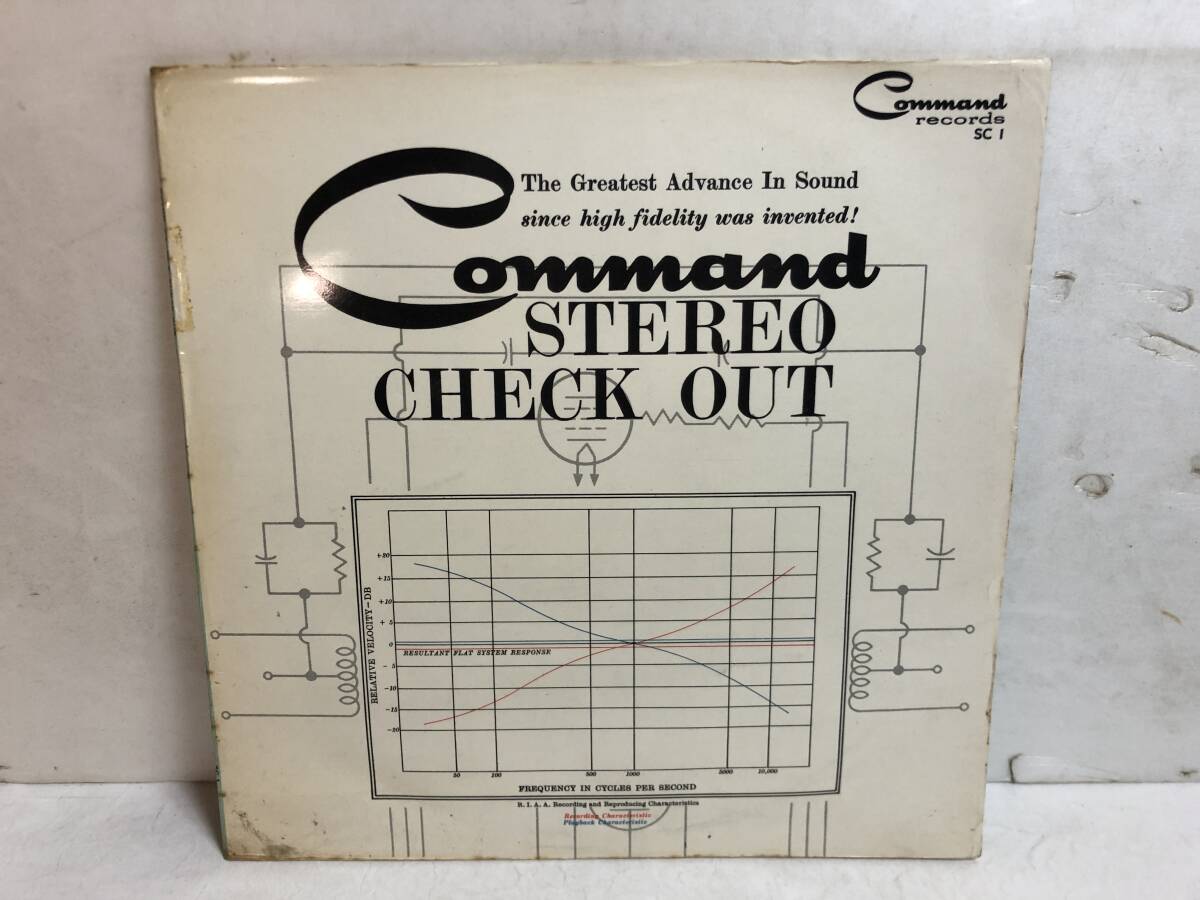 Command
records
SC 1
The Greatest Advance In Sound
since high fidelity was invented!
Command
STEREO
CHECK OUT
+20
+15
+10
+ 5
0
- 5
-10
-15
-20
RELATIVE VELOCITY—DB
RESULTANT FLAT SYSTEM RESPONSE
50 100 500 1000 5000 10,000
FREQUENCY IN CYCLES PER SECOND
R. I. A. A. Recording and Reproducing Characteristics
Recording Characteristic
Playback Characteristic